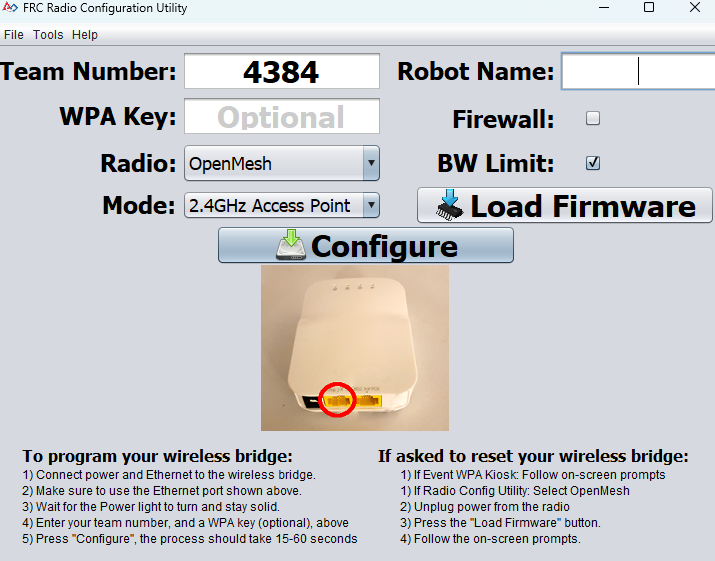 FRC Radio Configuration Utility
File Tools Help
Team Number: 4384 Robot Name:
WPA Key: Optional Firewall:
Radio: OpenMesh BW Limit:
Mode: 2.4GHz Access Point Load Firmware
Configure
To program your wireless bridge:
1) Connect power and Ethernet to the wireless bridge.
2) Make sure to use the Ethernet port shown above.
3) Wait for the Power light to turn and stay solid.
4) Enter your team number, and a WPA key (optional), above
5) Press "Configure", the process should take 15-60 seconds
If asked to reset your wireless bridge:
1) If Event WPA Kiosk: Follow on-screen prompts
1) If Radio Config Utility: Select OpenMesh
2) Unplug power from the radio
3) Press the "Load Firmware" button.
4) Follow the on-screen prompts.